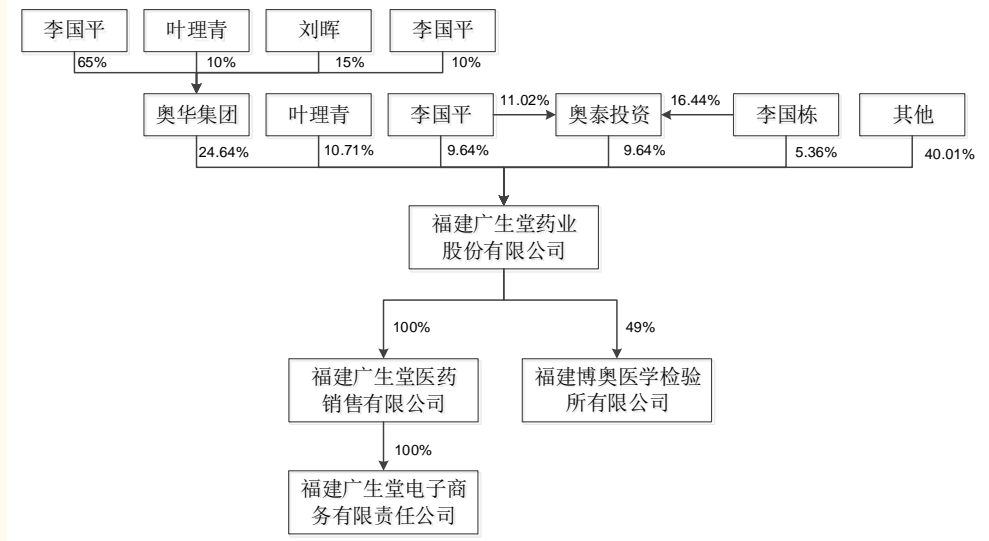 李国平
叶理青
刘晖
李国平
65%
10%
15%
10%
奥华集团
叶理青
李国平
11.02%
奥泰投资
16.44%
李国栋
其他
24.64%
10.71%
9.64%
9.64%
5.36%
40.01%
福建广生堂药业
股份有限公司
100%
49%
福建广生堂医药
销售有限公司
福建博奥医学检验
所有限公司
100%
福建广生堂电子商
务有限责任公司